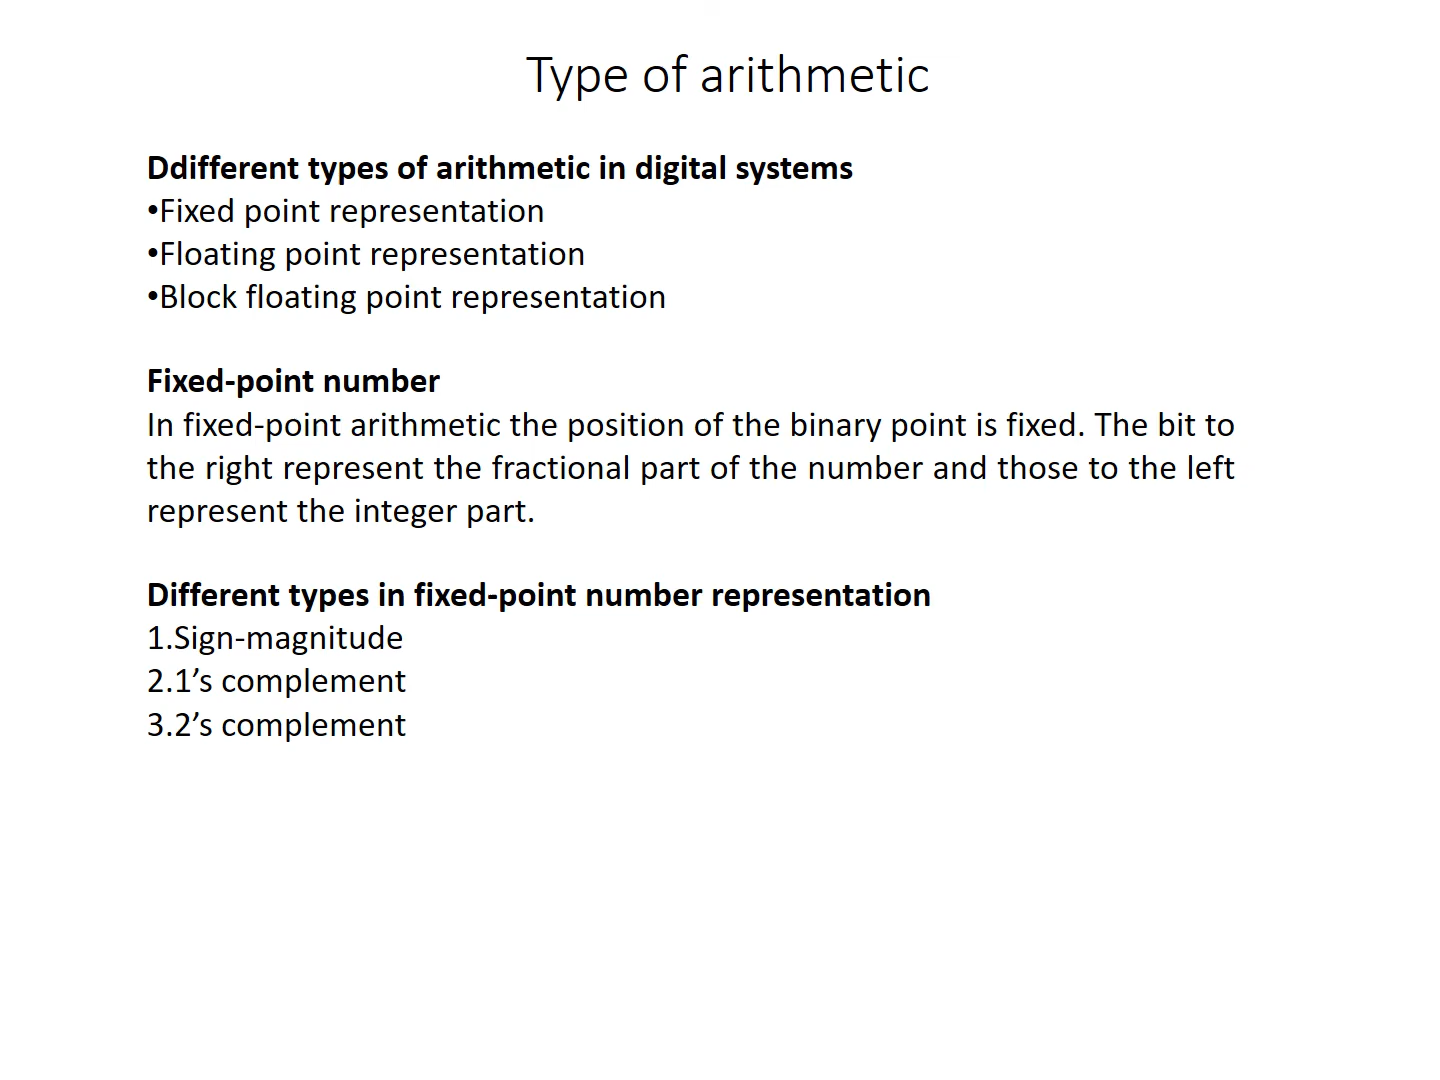 Type of arithmetic
Ddifferent types of arithmetic in digital systems
•Fixed point representation
•Floating point representation
•Block floating point representation
Fixed-point number
In fixed-point arithmetic the position of the binary point is fixed. The bit to
the right represent the fractional part of the number and those to the left
represent the integer part.
Different types in fixed-point number representation
1.Sign-magnitude
2.1’s complement
3.2’s complement